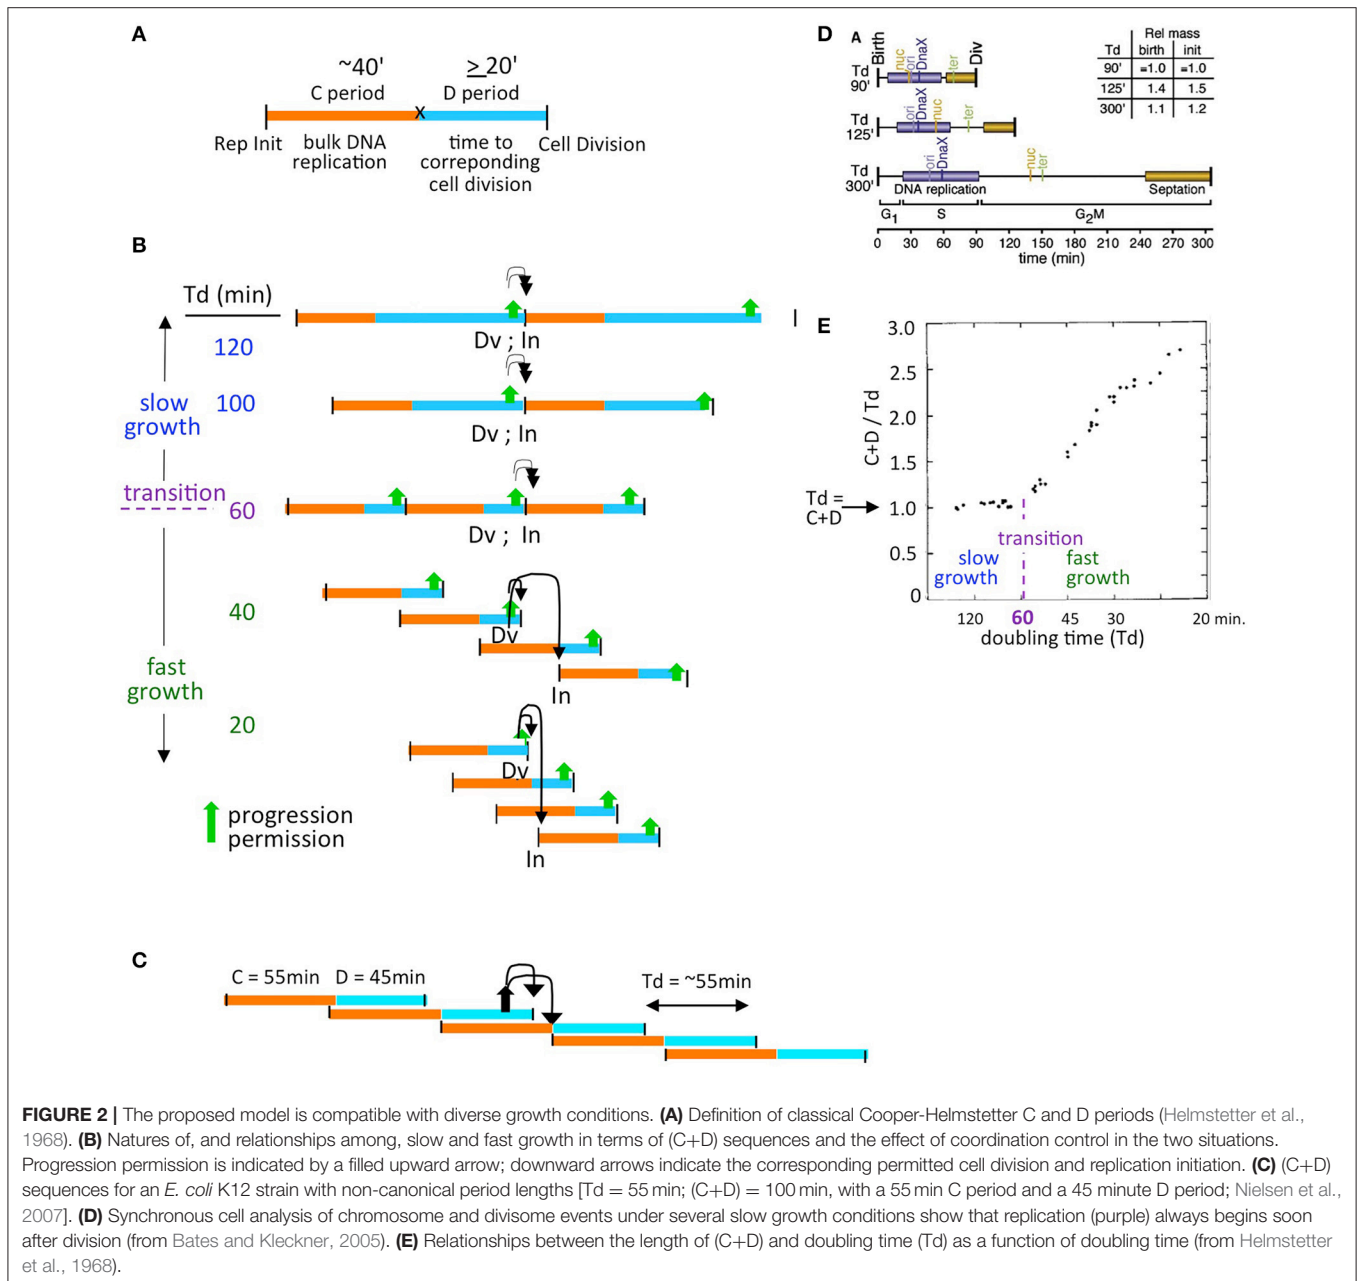 A
~40'
C period
≥20'
D period
x
Rep Init
bulk DNA
replication
time to
correponding
cell division
Cell Division
B
Td (min)
120
Dv ; In
slow
growth
100
Dv ; In
transition
60
Dv ; In
40
Dv
In
fast
growth
20
Dv
In
progression
permission
C
C = 55min
D = 45min
Td = ~55min
D
A
Birth
nuc
ori
DnaX
ter
Div
Td
90'
Td
125'
ori
DnaX
nuc
ter
Td
300'
ori
DnaX
nuc
ter
DNA replication
Septation
G1
S
G2M
0 30 60 90 120 150 180 210 240 270 300
time (min)
Rel mass
Td birth init
90' =1.0 =1.0
125' 1.4 1.5
300' 1.1 1.2
E
C+D / Td
3.0
2.5
2.0
1.5
1.0
0.5
0
Td =
C+D
transition
slow
growth
fast
growth
120 60 45 30 20 min.
doubling time (Td)
FIGURE 2 | The proposed model is compatible with diverse growth conditions. (A) Definition of classical Cooper-Helmstetter C and D periods (Helmstetter et al.,
1968). (B) Natures of, and relationships among, slow and fast growth in terms of (C+D) sequences and the effect of coordination control in the two situations.
Progression permission is indicated by a filled upward arrow; downward arrows indicate the corresponding permitted cell division and replication initiation. (C) (C+D)
sequences for an E. coli K12 strain with non-canonical period lengths [Td = 55 min; (C+D) = 100 min, with a 55 min C period and a 45 minute D period; Nielsen et al.,
2007]. (D) Synchronous cell analysis of chromosome and divisome events under several slow growth conditions show that replication (purple) always begins soon
after division (from Bates and Kleckner, 2005). (E) Relationships between the length of (C+D) and doubling time (Td) as a function of doubling time (from Helmstetter
et al., 1968).